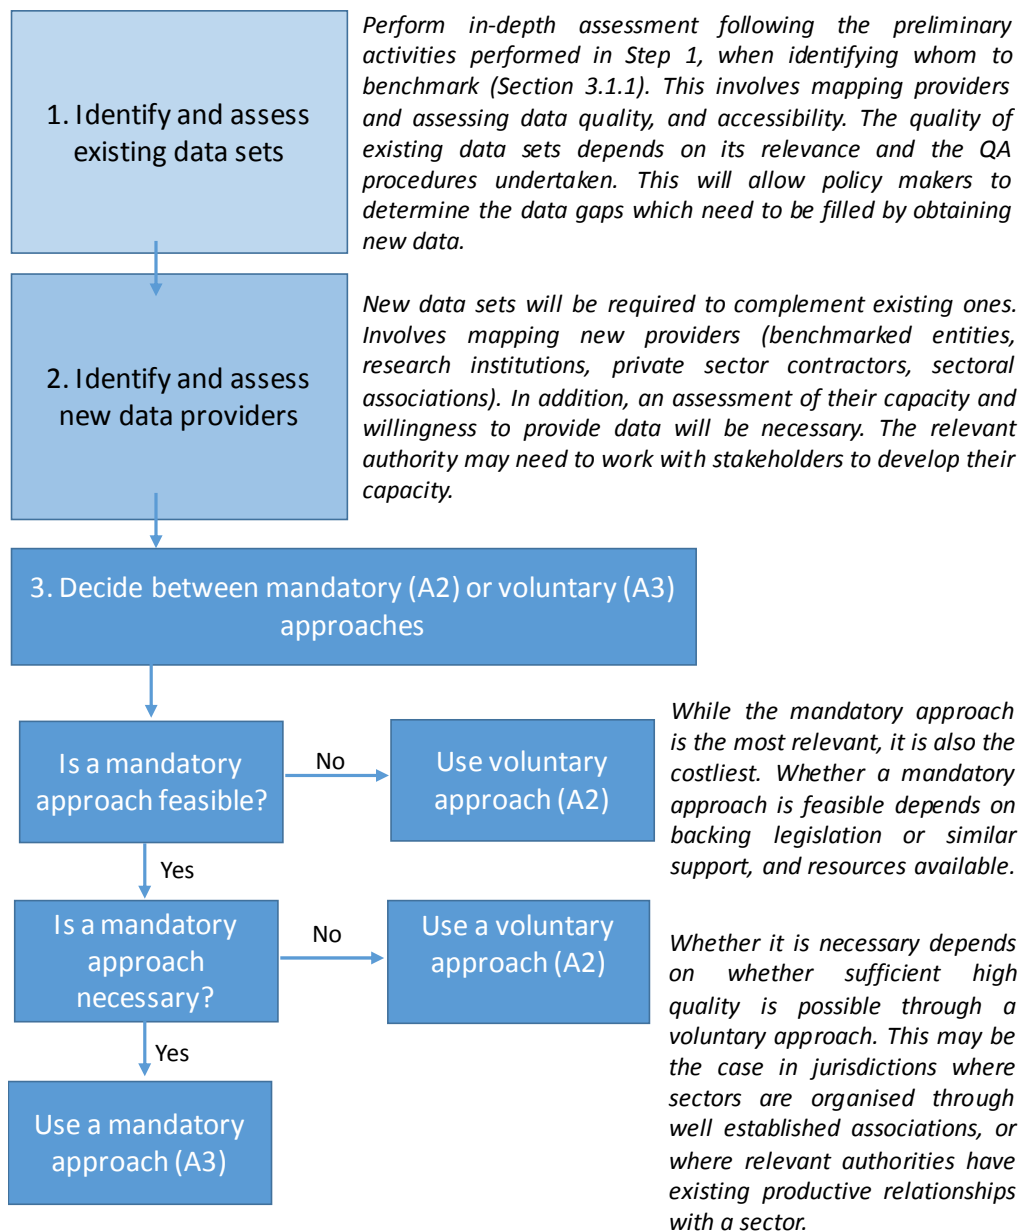 1. Identify and assess
existing data sets
Perform in-depth assessment following the preliminary
activities performed in Step 1, when identifying whom to
benchmark (Section 3.1.1). This involves mapping providers
and assessing data quality, and accessibility. The quality of
existing data sets depends on its relevance and the QA
procedures undertaken. This will allow policy makers to
determine the data gaps which need to be filled by obtaining
new data.
2. Identify and assess
new data providers
New data sets will be required to complement existing ones.
Involves mapping new providers (benchmarked entities,
research institutions, private sector contractors, sectoral
associations). In addition, an assessment of their capacity and
willingness to provide data will be necessary. The relevant
authority may need to work with stakeholders to develop their
capacity.
3. Decide between mandatory (A2) or voluntary (A3)
approaches
Is a mandatory
approach feasible?
No
Use voluntary
approach (A2)
While the mandatory approach
is the most relevant, it is also the
costliest. Whether a mandatory
approach is feasible depends on
backing legislation or similar
support, and resources available.
Yes
Is a mandatory
approach
necessary?
No
Use a voluntary
approach (A2)
Whether it is necessary depends
on whether sufficient high
quality is possible through a
voluntary approach. This may be
the case in jurisdictions where
sectors are organised through
well established associations, or
where relevant authorities have
existing productive relationships
with a sector.
Yes
Use a mandatory
approach (A3)